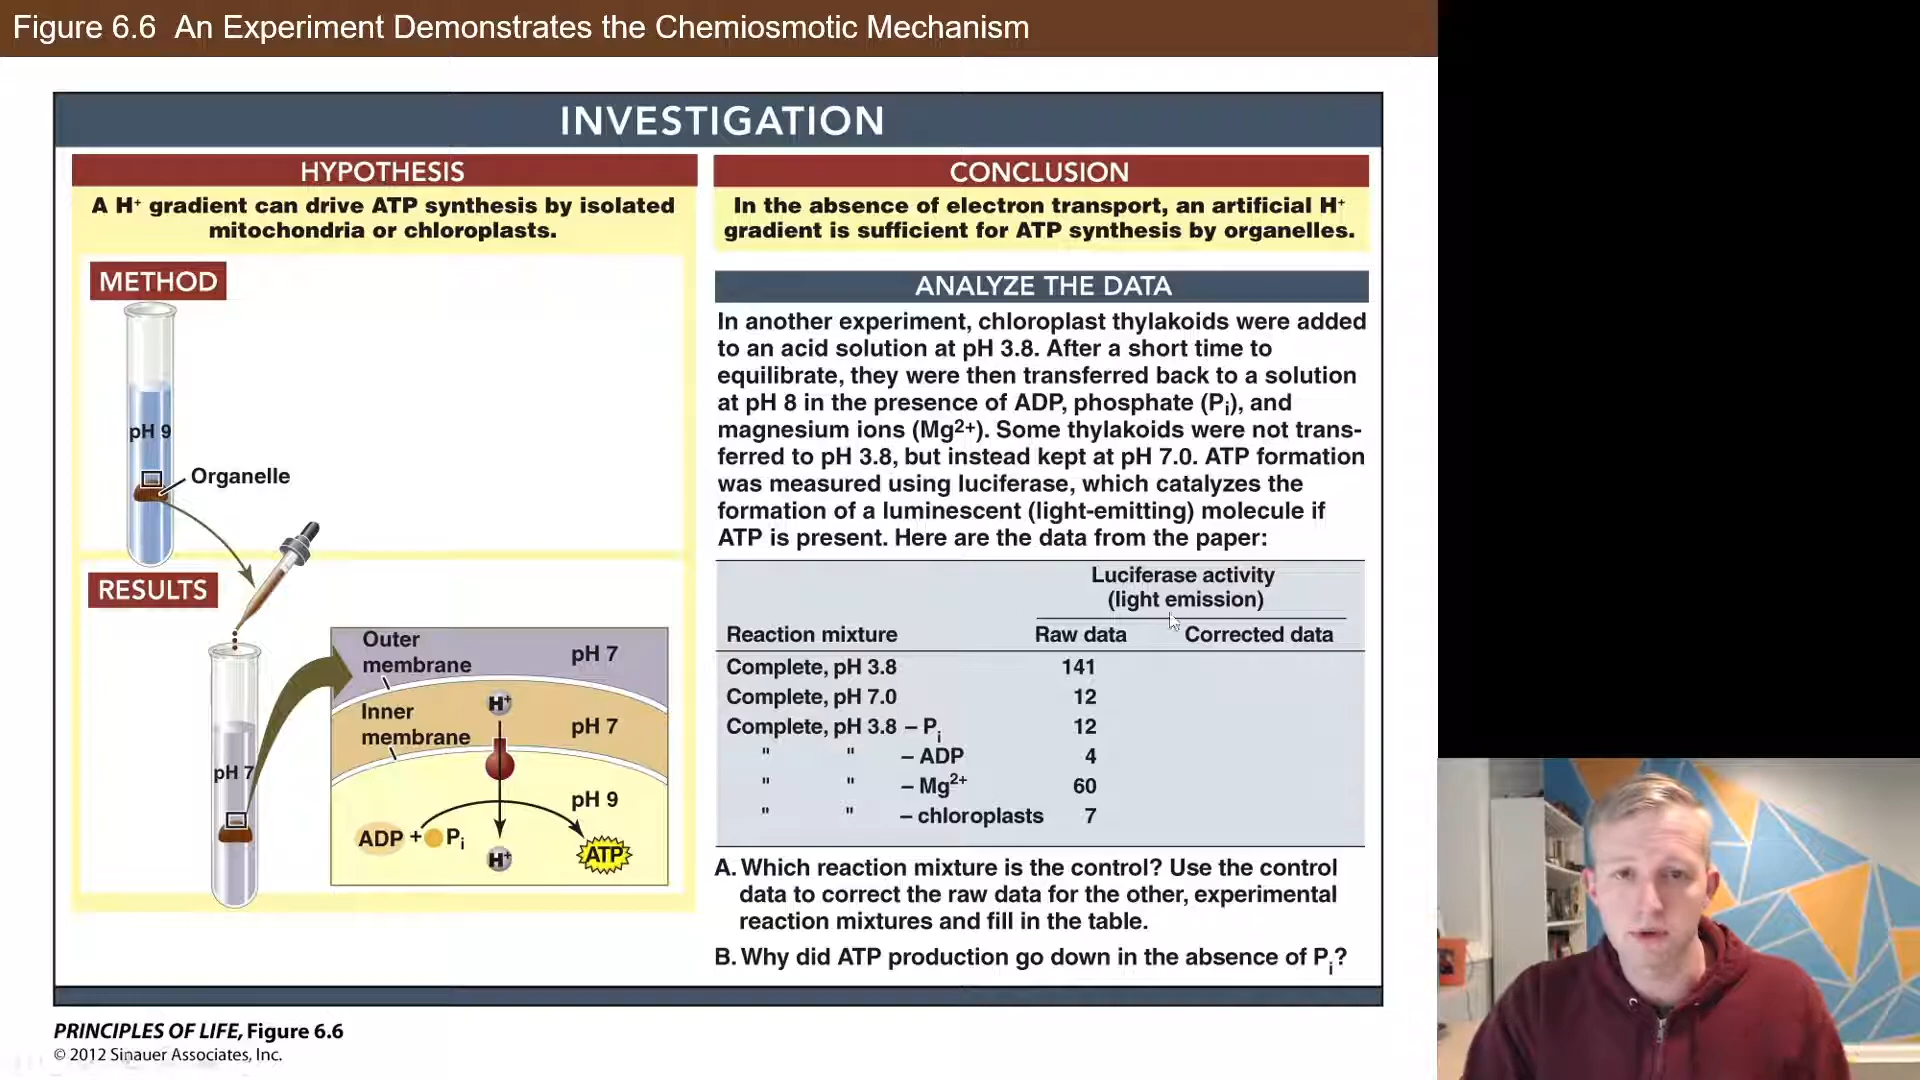 Figure 6.6 An Experiment Demonstrates the Chemiosmotic Mechanism
INVESTIGATION
HYPOTHESIS
A H⁺ gradient can drive ATP synthesis by isolated
mitochondria or chloroplasts.
METHOD
pH 9
Organelle
RESULTS
pH 7
Outer
membrane
pH 7
H⁺
Inner
membrane
pH 7
pH 9
ADP + Pᵢ
H⁺
ATP
CONCLUSION
In the absence of electron transport, an artificial H⁺
gradient is sufficient for ATP synthesis by organelles.
ANALYZE THE DATA
In another experiment, chloroplast thylakoids were added
to an acid solution at pH 3.8. After a short time to
equilibrate, they were then transferred back to a solution
at pH 8 in the presence of ADP, phosphate (Pᵢ), and
magnesium ions (Mg²⁺). Some thylakoids were not trans-
ferred to pH 3.8, but instead kept at pH 7.0. ATP formation
was measured using luciferase, which catalyzes the
formation of a luminescent (light-emitting) molecule if
ATP is present. Here are the data from the paper:
Luciferase activity
(light emission)
Reaction mixture Raw data Corrected data
Complete, pH 3.8 141
Complete, pH 7.0 12
Complete, pH 3.8 – Pᵢ 12
" " – ADP 4
" " – Mg²⁺ 60
" " – chloroplasts 7
A. Which reaction mixture is the control? Use the control
data to correct the raw data for the other, experimental
reaction mixtures and fill in the table.
B. Why did ATP production go down in the absence of Pᵢ?
PRINCIPLES OF LIFE, Figure 6.6
© 2012 Sinauer Associates, Inc.